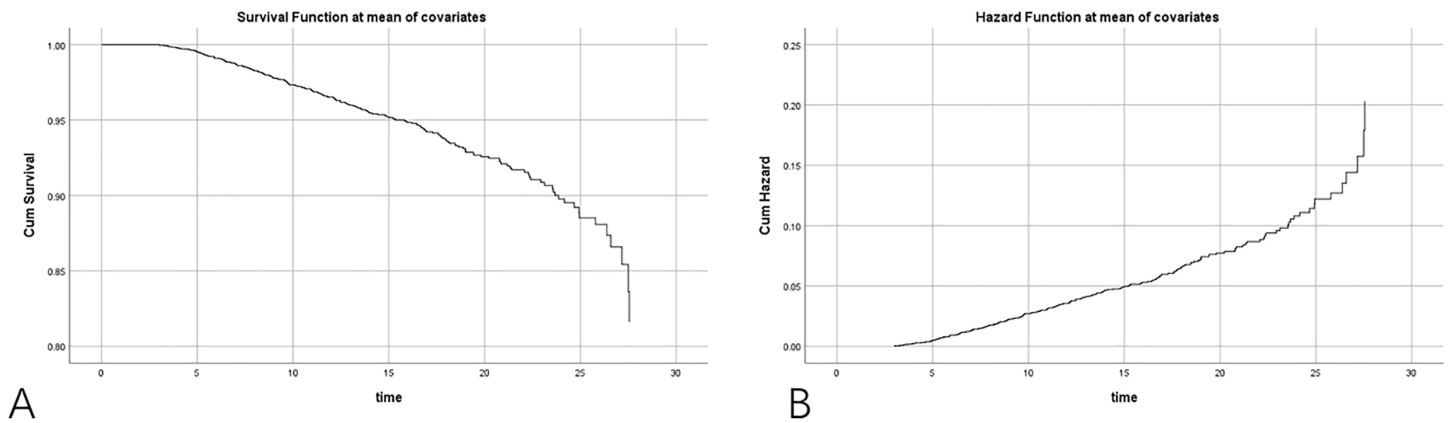 Survival Function at mean of covariates
1.00
0.95
0.90
0.85
0.80
Cum Survival
0 5 10 15 20 25 30
time
A
Hazard Function at mean of covariates
0.25
0.20
0.15
0.10
0.05
0.00
Cum Hazard
0 5 10 15 20 25 30
time
B